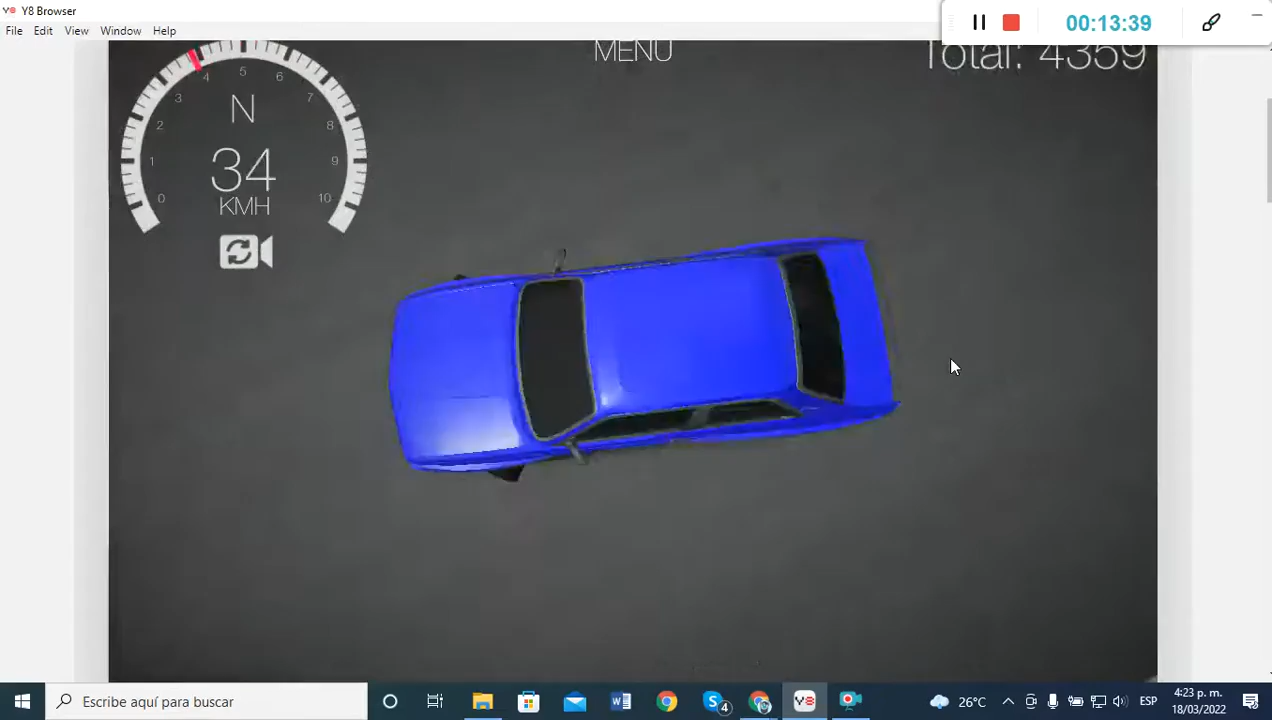 Y8 Browser
00:13:39
File Edit View Window Help
MENU
Total: 4359
0 1 2 3 4 5 6 7 8 9 10
N
34
KMH
Escribe aquí para buscar
4
26°C
ESP
4:23 p. m.
18/03/2022